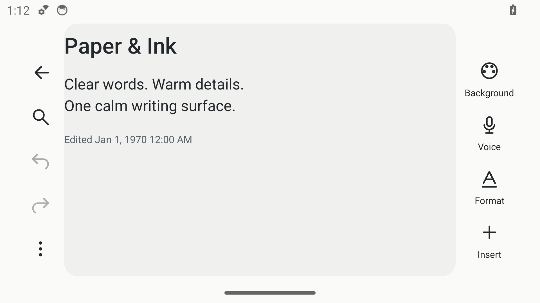 1:12
Paper & Ink
Clear words. Warm details.
One calm writing surface.
Edited Jan 1, 1970 12:00 AM
Background
Voice
Format
Insert